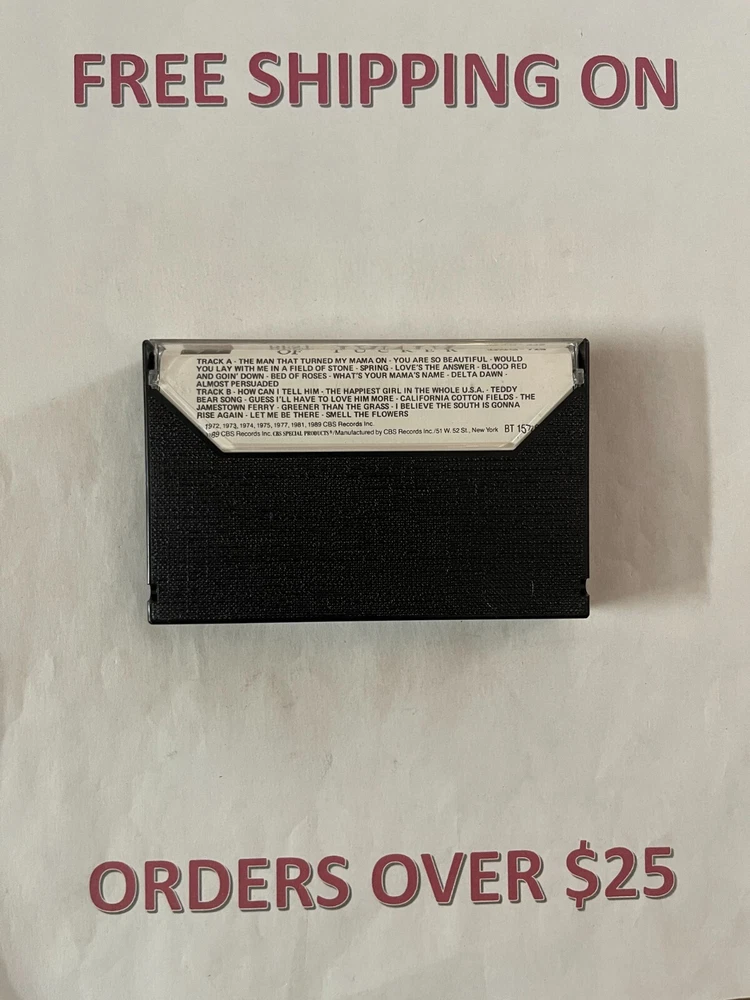 FREE SHIPPING ON
OF TUCKER
TRACK A - THE MAN THAT TURNED MY MAMA ON - YOU ARE SO BEAUTIFUL - WOULD
YOU LAY WITH ME IN A FIELD OF STONE - SPRING - LOVE'S THE ANSWER - BLOOD RED
AND GOIN' DOWN - BED OF ROSES - WHAT'S YOUR MAMA'S NAME - DELTA DAWN -
ALMOST PERSUADED
TRACK B - HOW CAN I TELL HIM - THE HAPPIEST GIRL IN THE WHOLE U.S.A. - TEDDY
BEAR SONG - GUESS I'LL HAVE TO LOVE HIM MORE - CALIFORNIA COTTON FIELDS - THE
JAMESTOWN FERRY - GREENER THAN THE GRASS - I BELIEVE THE SOUTH IS GONNA
RISE AGAIN - LET ME BE THERE - SMELL THE FLOWERS
1972, 1973, 1974, 1975, 1977, 1981, 1989 CBS Records Inc.
89 CBS Records Inc. CBS SPECIAL PRODUCTS®/Manufactured by CBS Records Inc./51 W. 52 St., New York BT 157
ORDERS OVER $25